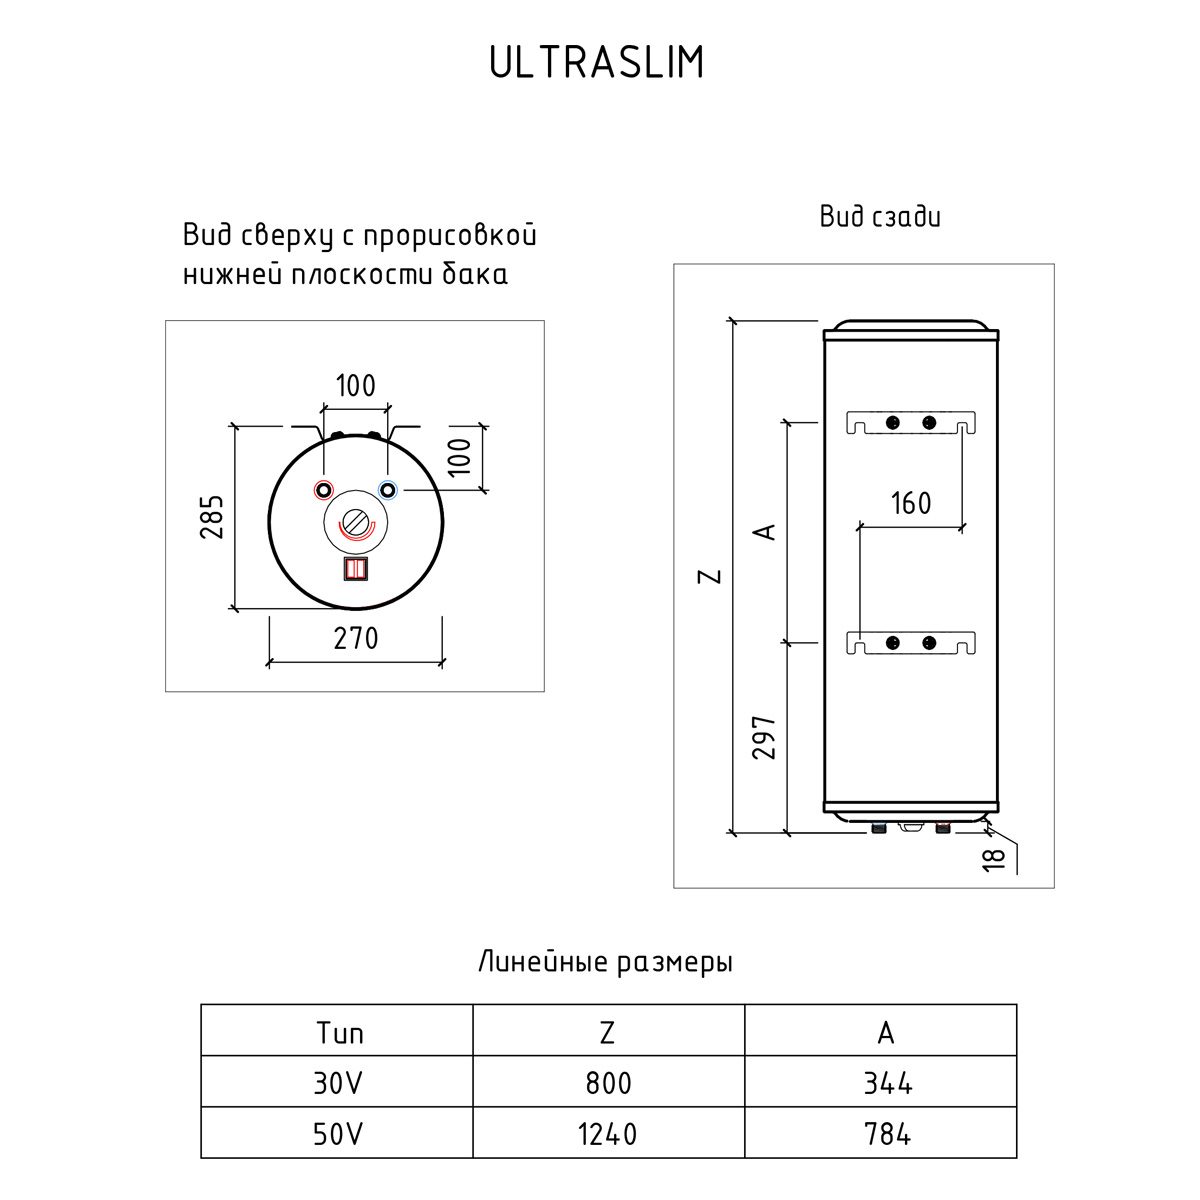 ULTRASLIM
Вид сверху с прорисовкой
нижней плоскости бака
100
100
285
270
Вид сзади
160
A
Z
297
18
Линейные размеры
Тип Z A
30V 800 344
50V 1240 784